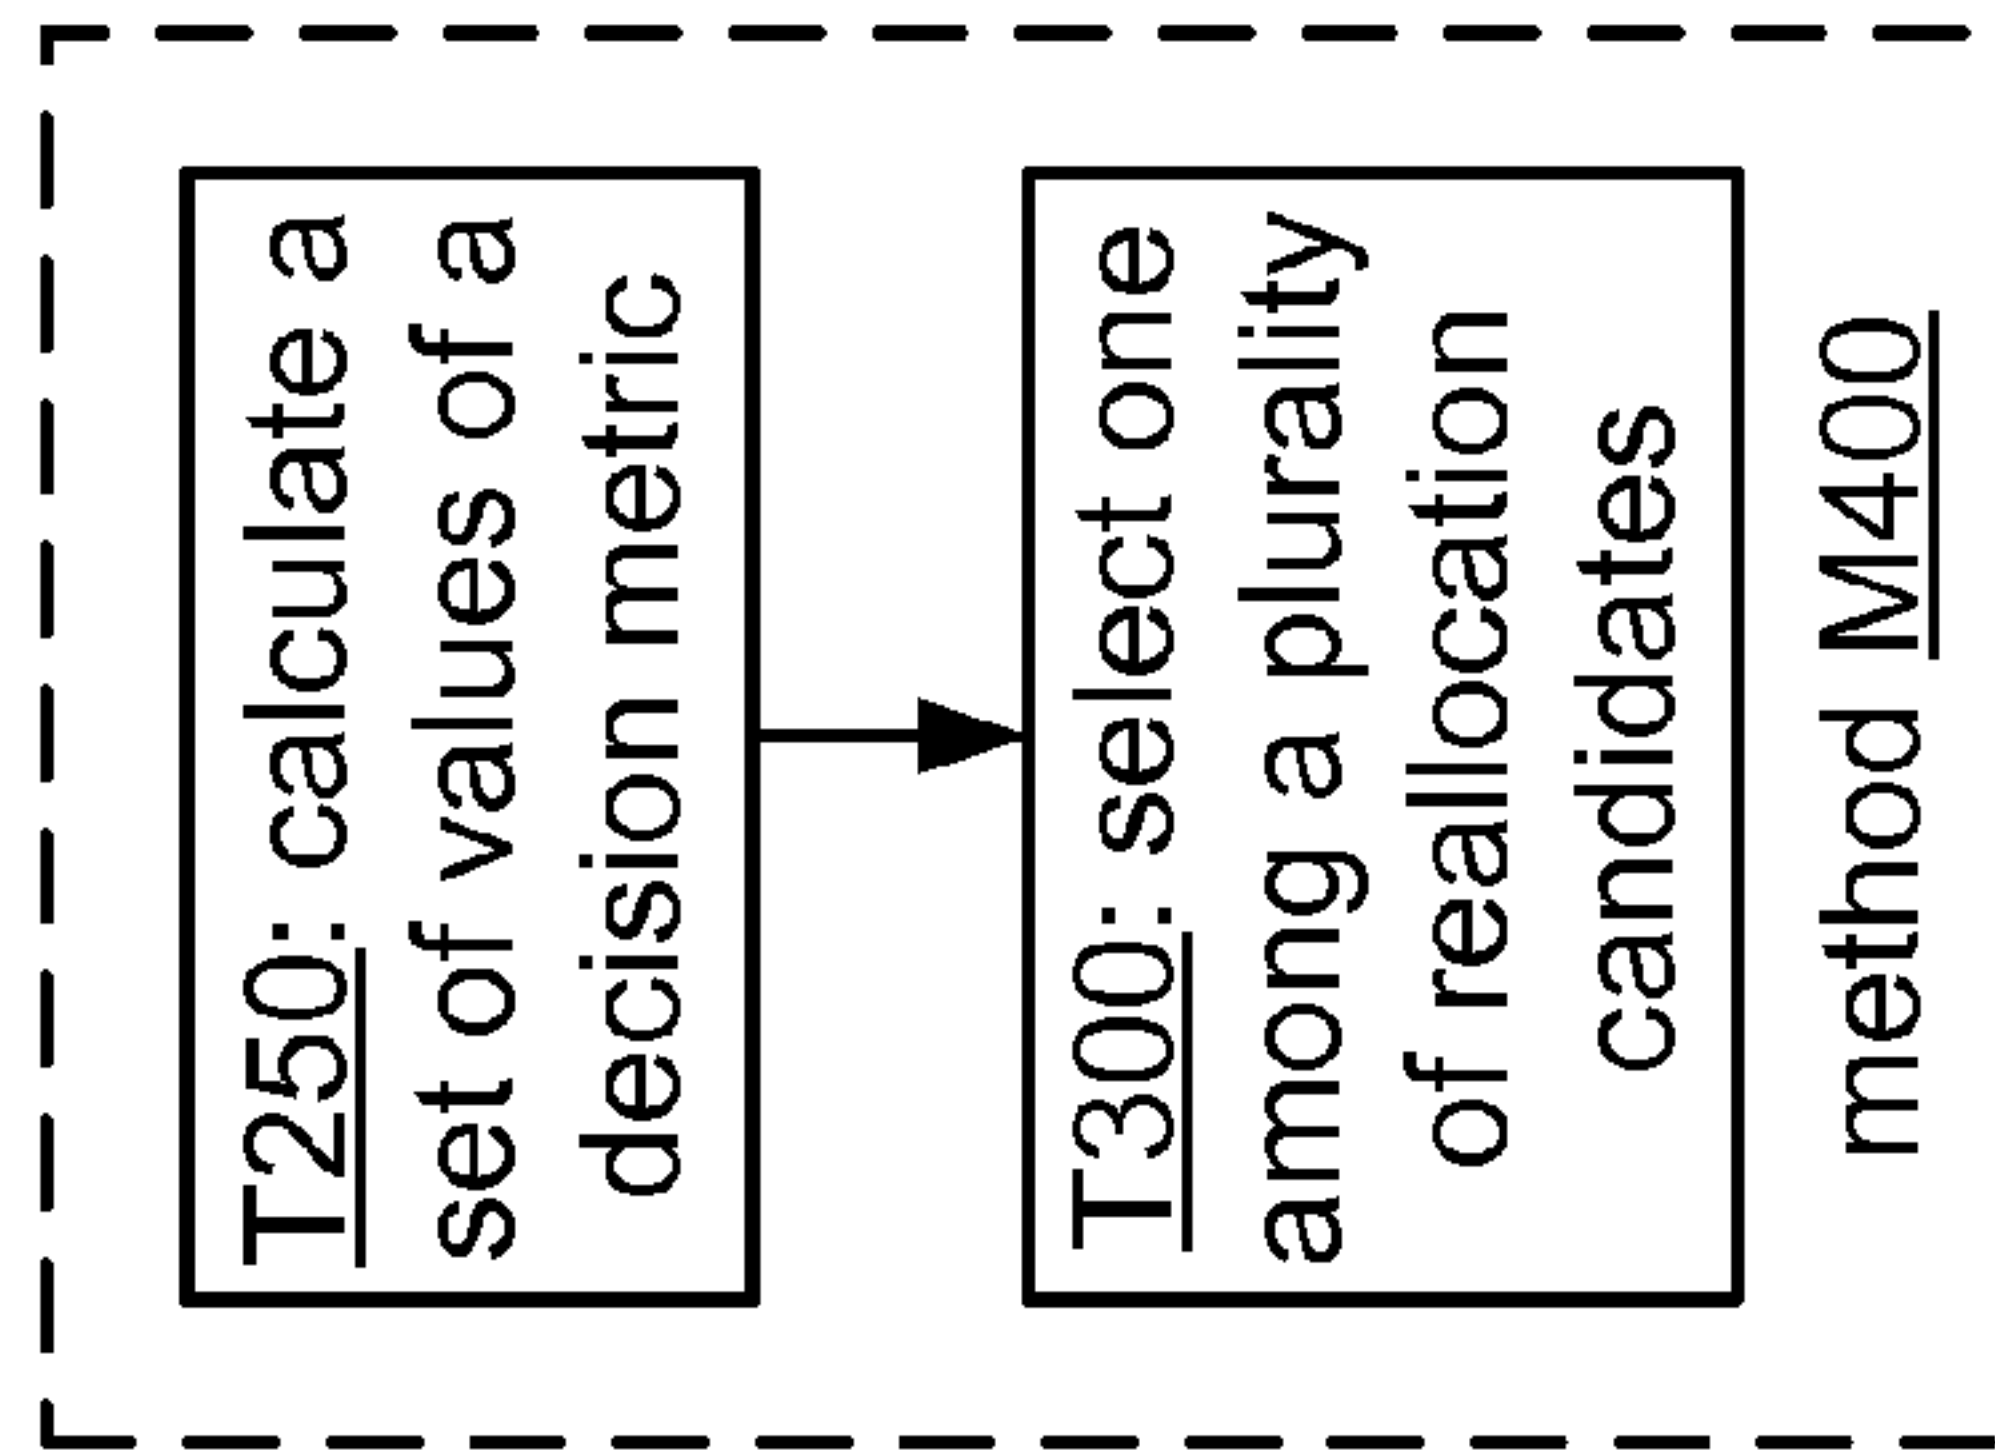 T250: calculate a
set of values of a
decision metric
T300: select one
among a plurality
of reallocation
candidates
method M400